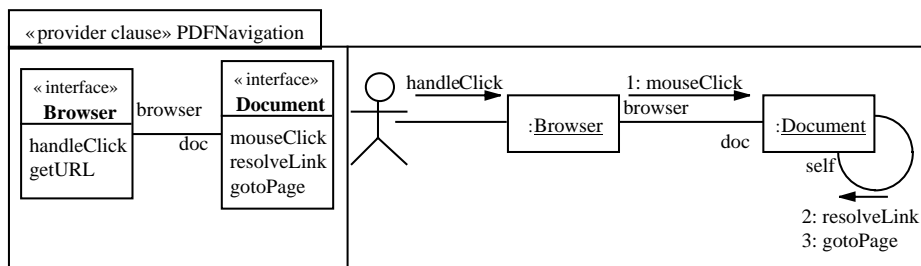 «provider clause» PDFNavigation
«interface»
Browser
handleClick
getURL
browser
doc
«interface»
Document
mouseClick
resolveLink
gotoPage
handleClick
:Browser
1: mouseClick
browser
doc
:Document
self
2: resolveLink
3: gotoPage